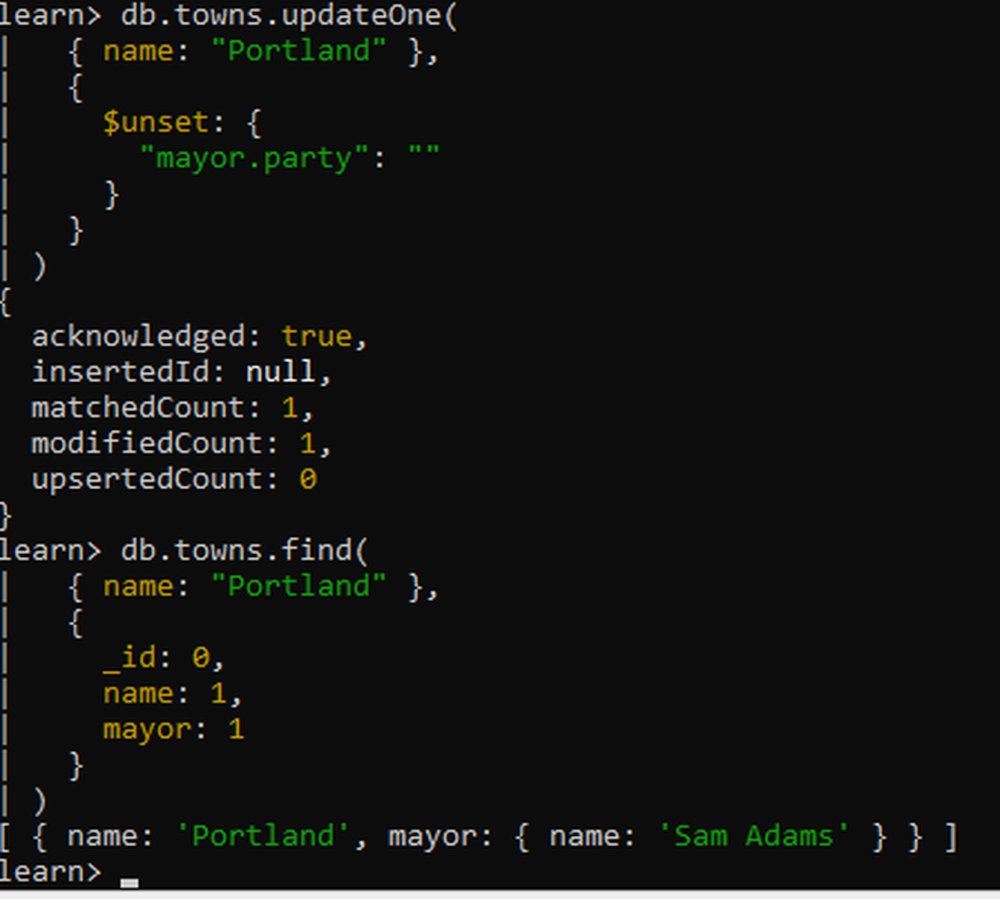 learn> db.towns.updateOne(
|   { name: "Portland" },
|   {
|     $unset: {
|       "mayor.party": ""
|     }
|   }
| )
{
  acknowledged: true,
  insertedId: null,
  matchedCount: 1,
  modifiedCount: 1,
  upsertedCount: 0
}
learn> db.towns.find(
|   { name: "Portland" },
|   {
|     _id: 0,
|     name: 1,
|     mayor: 1
|   }
| )
[ { name: 'Portland', mayor: { name: 'Sam Adams' } } ]
learn> _